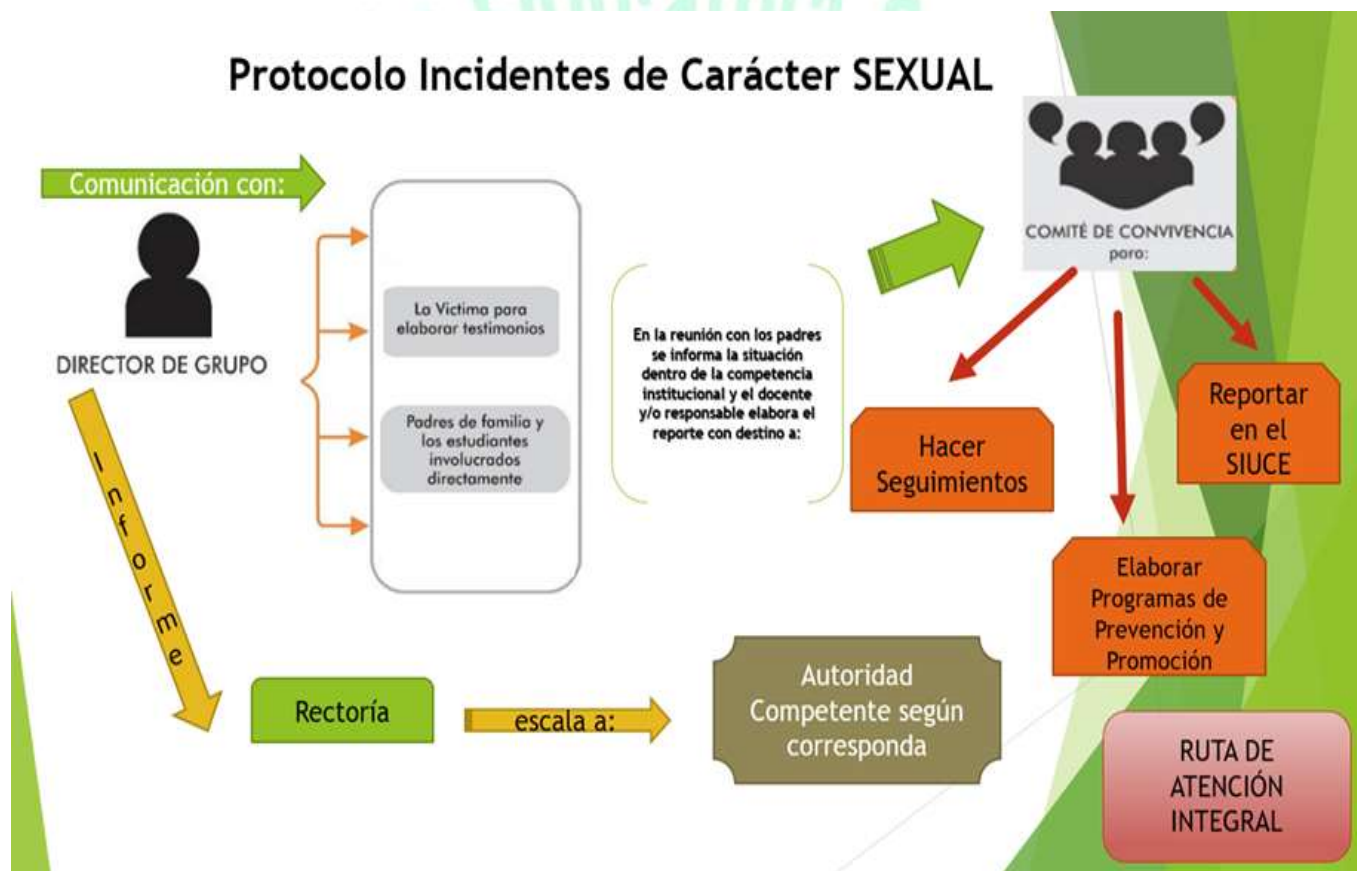 Protocolo Incidentes de Carácter SEXUAL
Comunicación con:
DIRECTOR DE GRUPO
La Victima para
elaborar testimonios
Padres de familia y
los estudiantes
involucrados
directamente
En la reunión con los padres
se informa la situación
dentro de la competencia
institucional y el docente
y/o responsable elabora el
reporte con destino a:
COMITÉ DE CONVIVENCIA
para:
Hacer
Seguimientos
Reportar
en el
SIUCE
Elaborar
Programas de
Prevención y
Promoción
Informe
Rectoría
escala a:
Autoridad
Competente según
corresponda
RUTA DE
ATENCIÓN
INTEGRAL